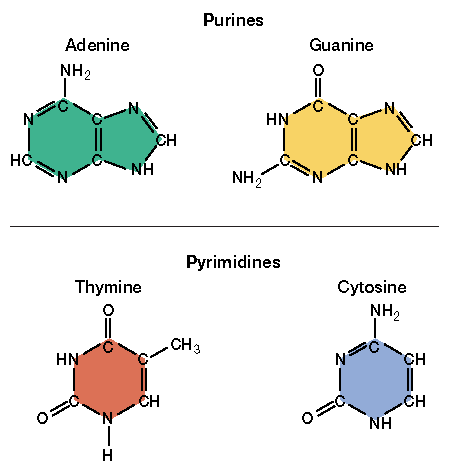 Purines
Adenine Guanine
NH2 O
N C C N CH HN C C N CH
HC N C NH C N C NH
NH2
Pyrimidines
Thymine Cytosine
O NH2
C CH3 C
HN C N CH
O C CH O C CH
N NH
H